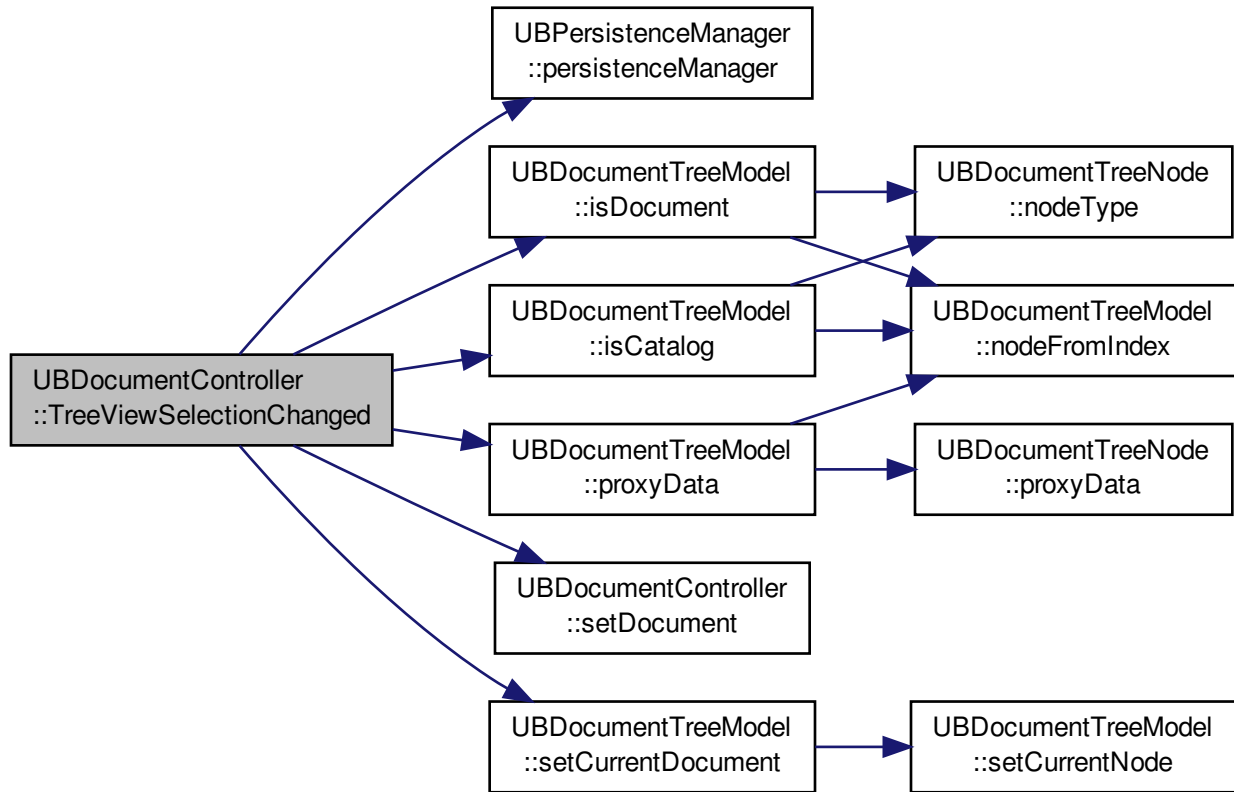 UBPersistenceManager
::persistenceManager
UBDocumentTreeModel
::isDocument
UBDocumentTreeNode
::nodeType
UBDocumentTreeModel
::isCatalog
UBDocumentTreeModel
::nodeFromIndex
UBDocumentController
::TreeViewSelectionChanged
UBDocumentTreeModel
::proxyData
UBDocumentTreeNode
::proxyData
UBDocumentController
::setDocument
UBDocumentTreeModel
::setCurrentDocument
UBDocumentTreeModel
::setCurrentNode